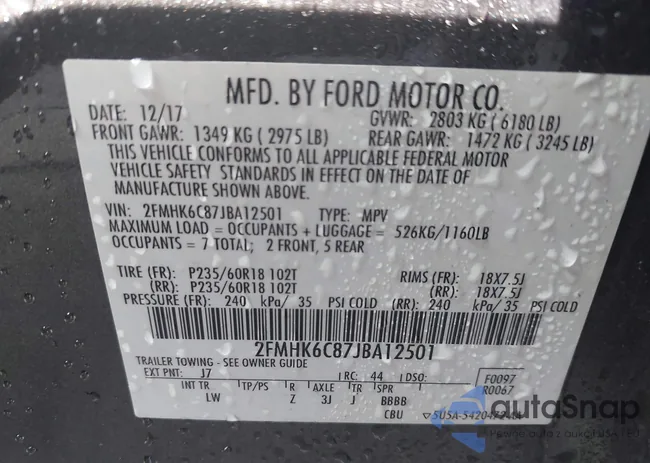 MFD. BY FORD MOTOR CO.
DATE: 12/17 GVWR: 2803 KG ( 6180 LB)
FRONT GAWR: 1349 KG ( 2975 LB) REAR GAWR: 1472 KG ( 3245 LB)
THIS VEHICLE CONFORMS TO ALL APPLICABLE FEDERAL MOTOR
VEHICLE SAFETY STANDARDS IN EFFECT ON THE DATE OF
MANUFACTURE SHOWN ABOVE.
VIN: 2FMHK6C87JBA12501 TYPE: MPV
MAXIMUM LOAD = OCCUPANTS + LUGGAGE = 526KG/1160LB
OCCUPANTS = 7 TOTAL; 2 FRONT, 5 REAR
TIRE (FR): P235/60R18 102T RIMS (FR): 18X7.5J
(RR): P235/60R18 102T (RR): 18X7.5J
PRESSURE (FR): 240 kPa/ 35 PSI COLD (RR): 240 kPa/ 35 PSI COLD
2FMHK6C87JBA12501
TRAILER TOWING - SEE OWNER GUIDE
EXT PNT: J7 RC: 44 DSO: F0097
R0067
INT TR TP/PS R AXLE TR SPR
LW Z 3J J BBBB
CBU
autoSnap